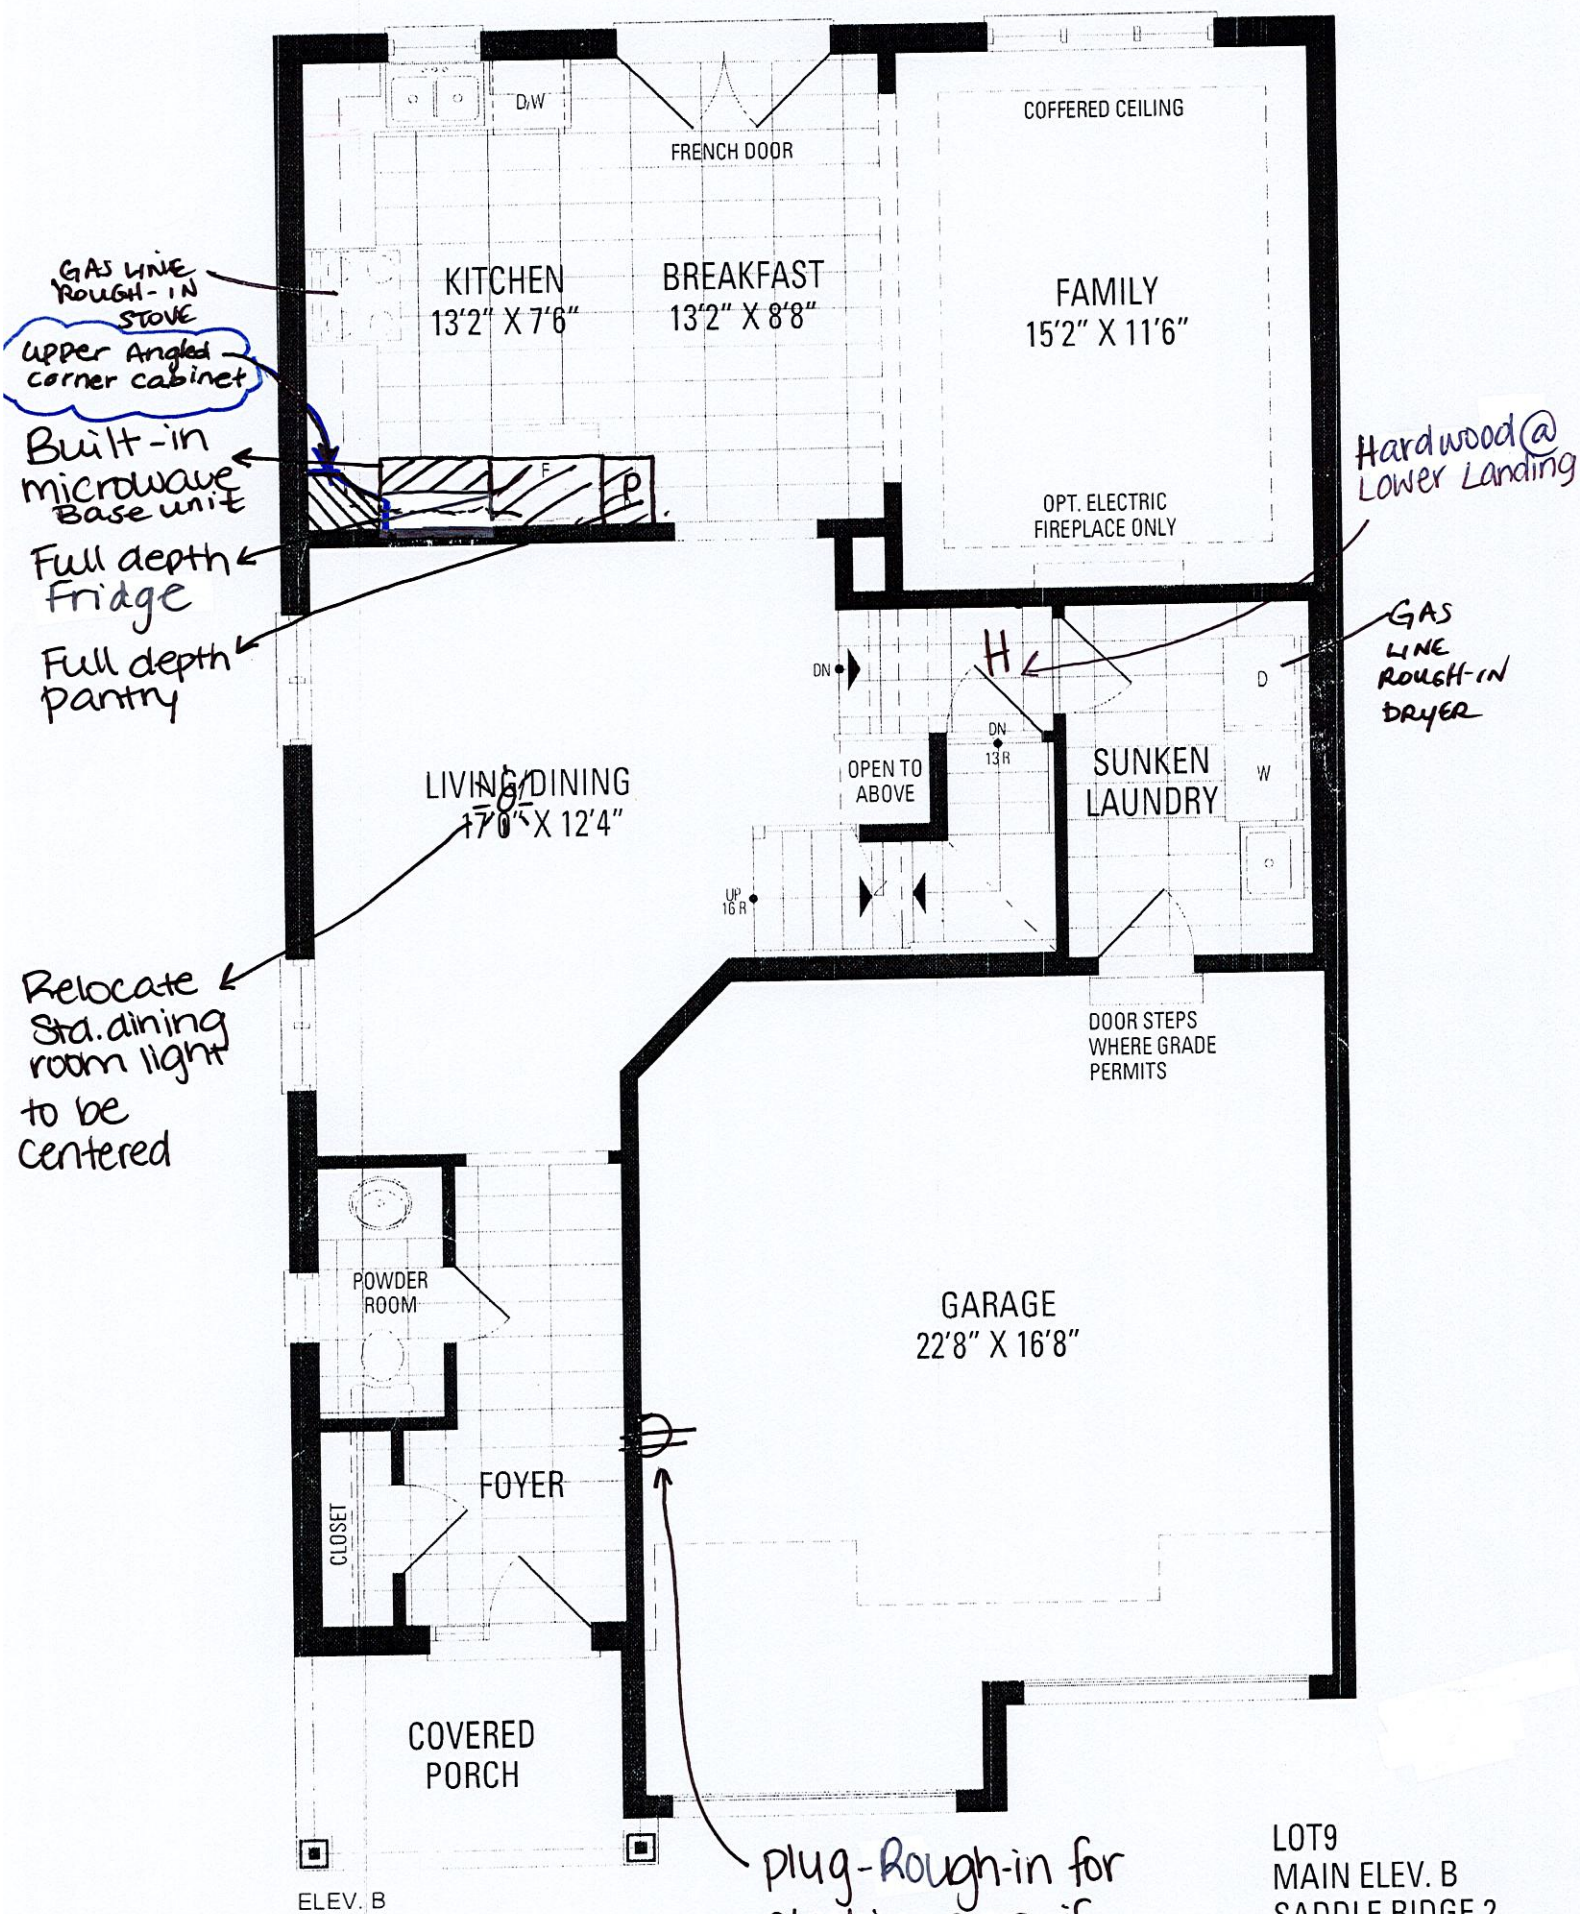 D/W
COFFERED CEILING
FRENCH DOOR
GAS LINE
ROUGH-IN
STOVE
KITCHEN
13'2" X 7'6"
BREAKFAST
13'2" X 8'8"
FAMILY
15'2" X 11'6"
upper Angled
corner cabinet
Built-in
microwave
Base unit
F
P
Hardwood@
Lower Landing
OPT. ELECTRIC
FIREPLACE ONLY
Full depth
Fridge
Full depth
pantry
GAS
LINE
ROUGH-IN
DRYER
H
DN
D
DN
13 R
OPEN TO
ABOVE
SUNKEN
LAUNDRY
W
LIVING/DINING
17'0" X 12'4"
UP
16 R
Relocate
Std. dining
room light
to be
centered
DOOR STEPS
WHERE GRADE
PERMITS
POWDER
ROOM
GARAGE
22'8" X 16'8"
FOYER
CLOSET
COVERED
PORCH
plug-Rough-in for
LOT9
MAIN ELEV. B
SADDLE RIDGE 2
ELEV. B